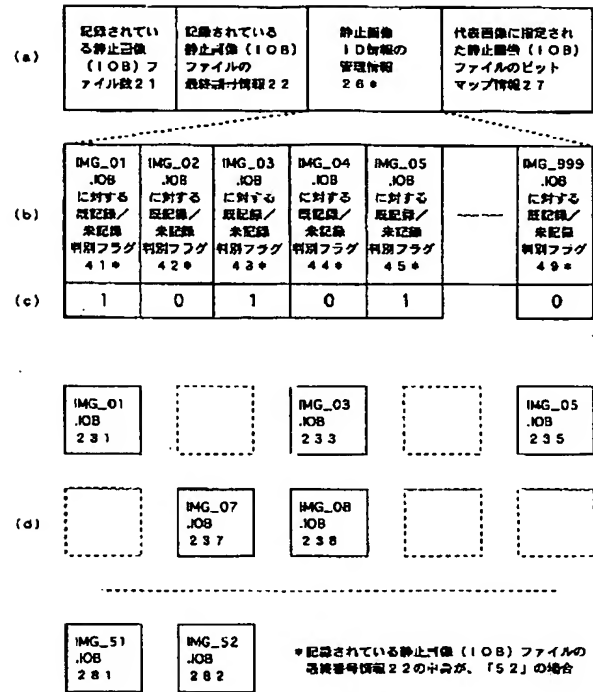 (a)
記録されてい
る静止画像
(IOB)フ
ァイル数21
記録されている
静止画像(IOB)
ファイルの
最終番号情報22
静止画像
ID情報の
管理情報
26*
代表画像に指定され
た静止画像(IOB)
ファイルのビット
マップ情報27
(b)
IMG_01
.IOB
に対する
既記録/
未記録
判別フラグ
41*
IMG_02
.IOB
に対する
既記録/
未記録
判別フラグ
42*
IMG_03
.IOB
に対する
既記録/
未記録
判別フラグ
43*
IMG_04
.IOB
に対する
既記録/
未記録
判別フラグ
44*
IMG_05
.IOB
に対する
既記録/
未記録
判別フラグ
45*
IMG_999
.IOB
に対する
既記録/
未記録
判別フラグ
49*
(c)
1
0
1
0
1
0
IMG_01
.IOB
231
IMG_03
.IOB
233
IMG_05
.IOB
235
(d)
IMG_07
.IOB
237
IMG_08
.IOB
238
IMG_51
.IOB
281
IMG_52
.IOB
282
*記録されている静止画像(IOB)ファイルの
最終番号情報22の中身が、「52」の場合